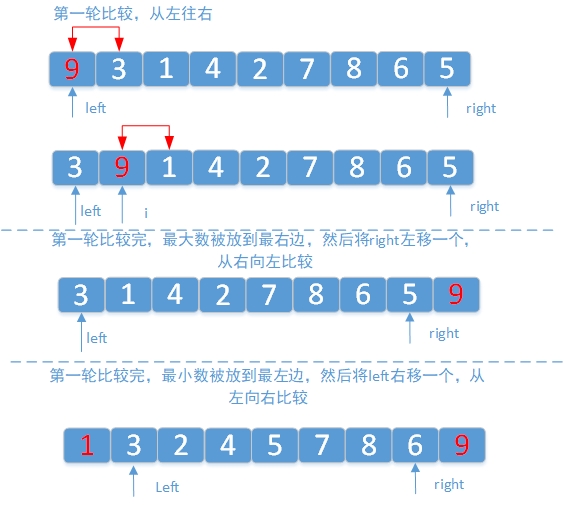 第一轮比较，从左往右
9 3 1 4 2 7 8 6 5
left right
3 9 1 4 2 7 8 6 5
left i right
第一轮比较完，最大数被放到最右边，然后将right左移一个，
从右向左比较
3 1 4 2 7 8 6 5 9
left right
第一轮比较完，最小数被放到最左边，然后将left右移一个，从
左向右比较
1 3 2 4 5 7 8 6 9
Left right